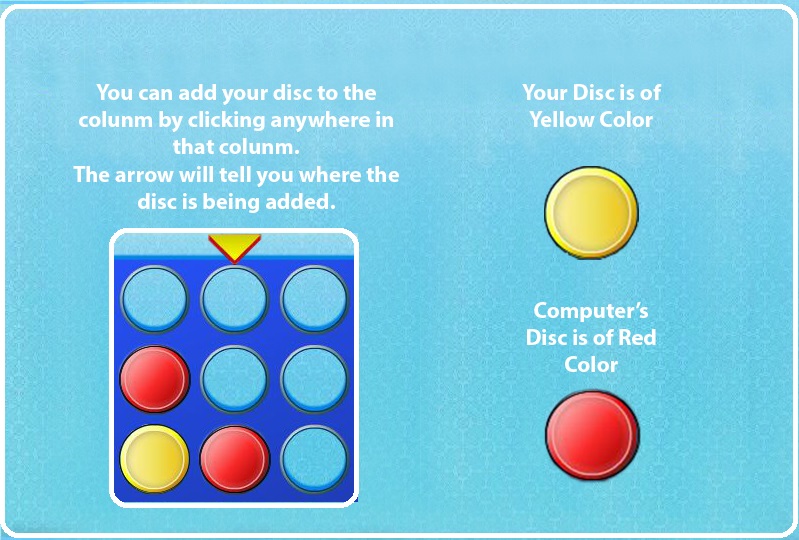 You can add your disc to the
colunm by clicking anywhere in
that colunm.
The arrow will tell you where the
disc is being added.
Your Disc is of
Yellow Color
Computer's
Disc is of Red
Color